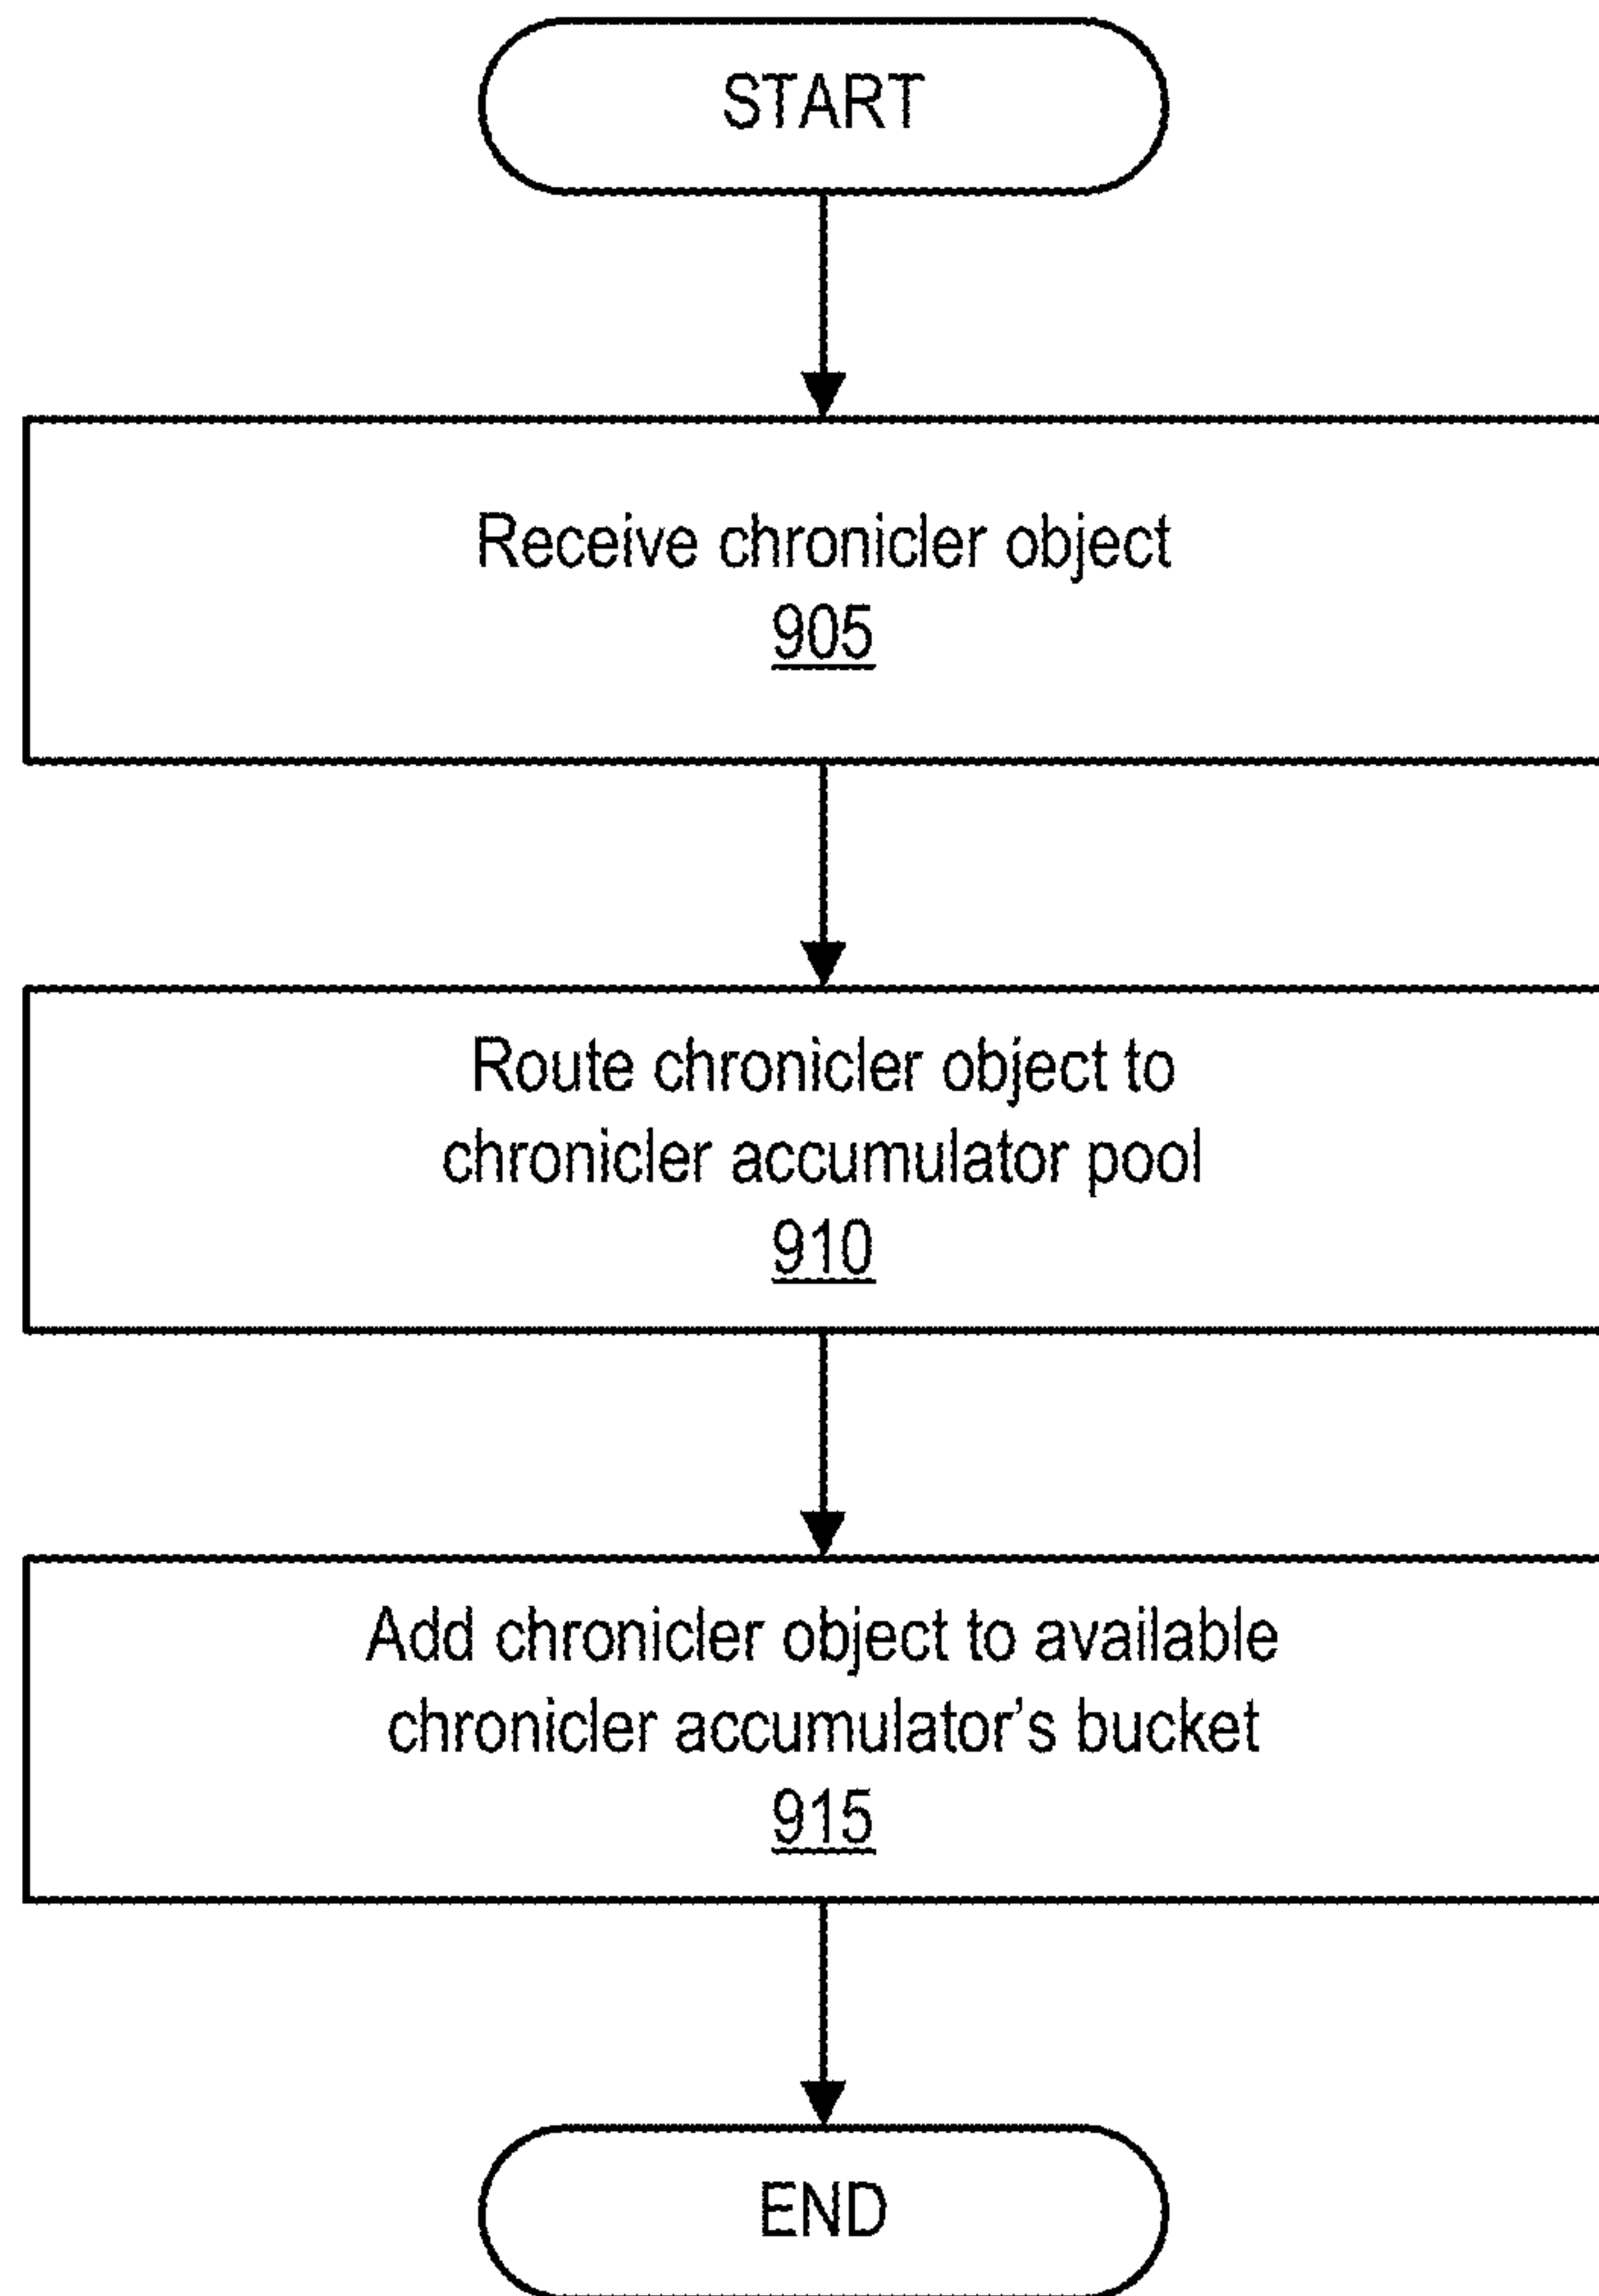 START
Receive chronicler object
905
Route chronicler object to
chronicler accumulator pool
910
Add chronicler object to available
chronicler accumulator’s bucket
915
END